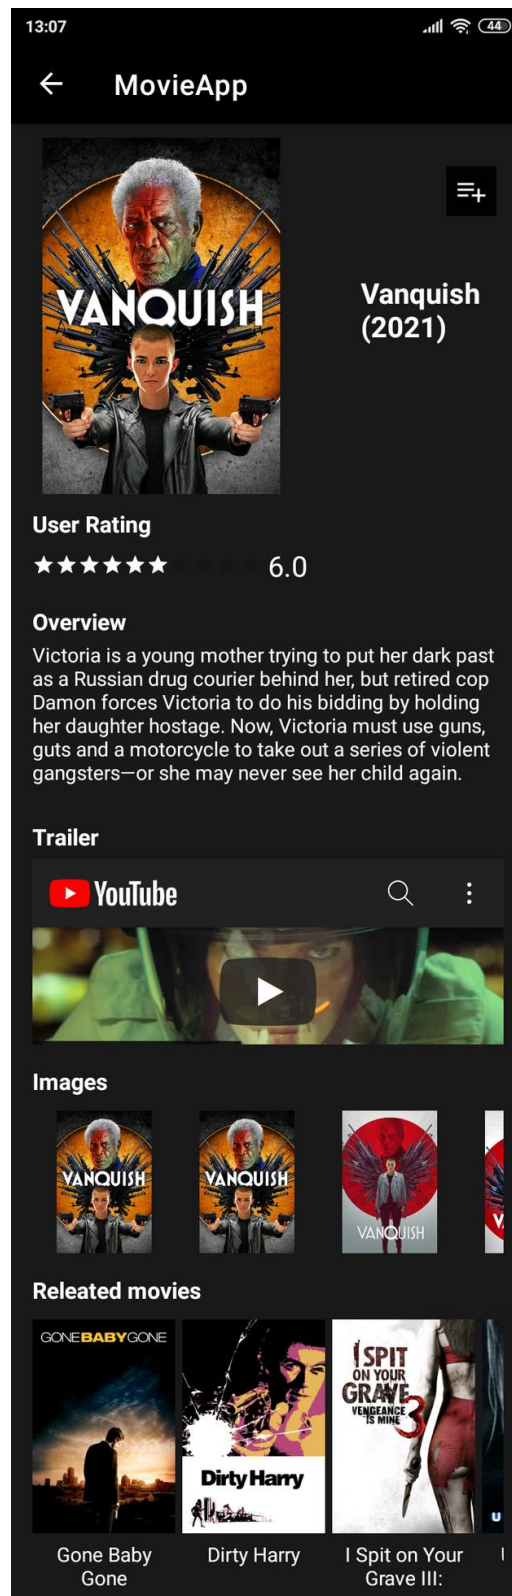 13:07
44
MovieApp
VANQUISH
Vanquish
(2021)
User Rating
6.0
Overview
Victoria is a young mother trying to put her dark past
as a Russian drug courier behind her, but retired cop
Damon forces Victoria to do his bidding by holding
her daughter hostage. Now, Victoria must use guns,
guts and a motorcycle to take out a series of violent
gangsters—or she may never see her child again.
Trailer
YouTube
Images
VANQUISH
VANQUISH
VANQUISH
Releated movies
GONE BABY GONE
Dirty Harry
I SPIT
ON YOUR
GRAVE
VENGEANCE
IS MINE
3
Gone Baby
Gone
Dirty Harry
I Spit on Your
Grave III: